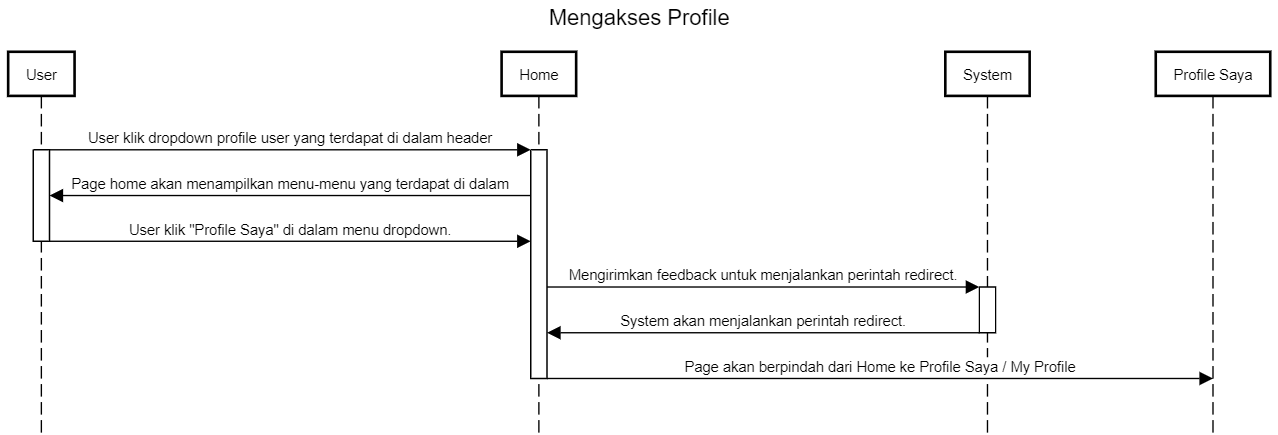 Mengakses Profile
User
Home
System
Profile Saya
User klik dropdown profile user yang terdapat di dalam header
Page home akan menampilkan menu-menu yang terdapat di dalam
User klik "Profile Saya" di dalam menu dropdown.
Mengirimkan feedback untuk menjalankan perintah redirect.
System akan menjalankan perintah redirect.
Page akan berpindah dari Home ke Profile Saya / My Profile